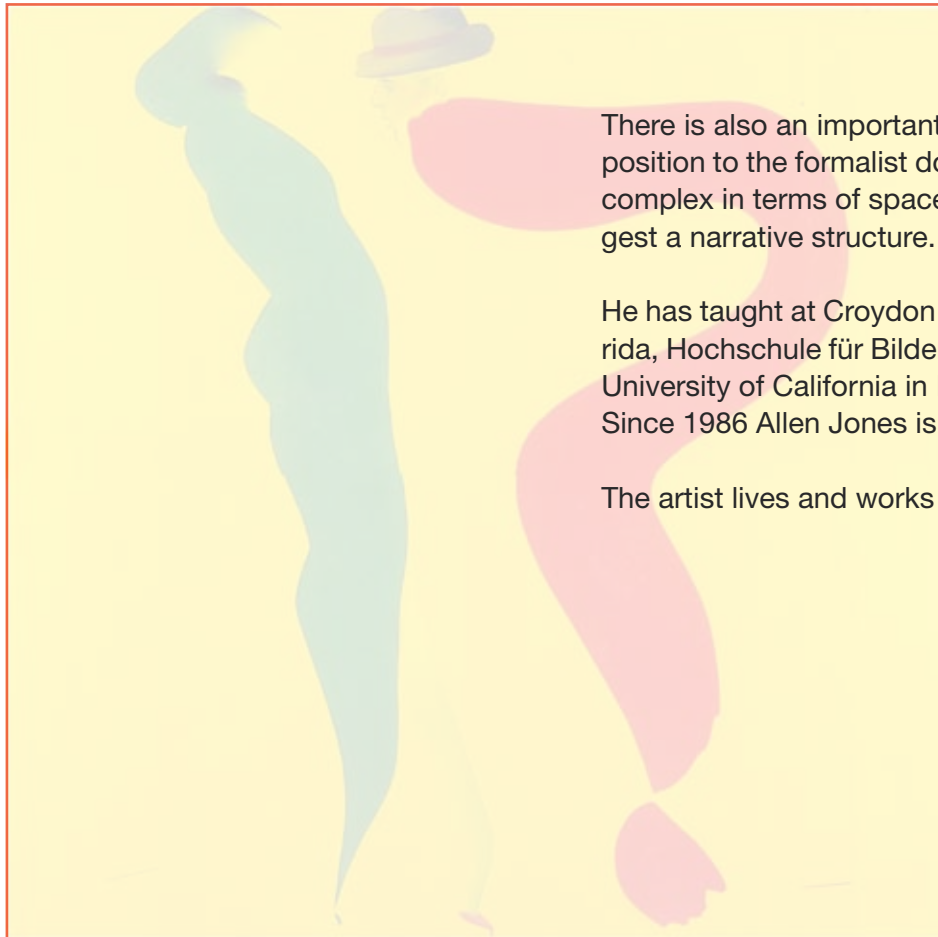 There is also an important
position to the formalist do
complex in terms of space
gest a narrative structure.
He has taught at Croydon
rida, Hochschule für Bilde
University of California in
Since 1986 Allen Jones is
The artist lives and works